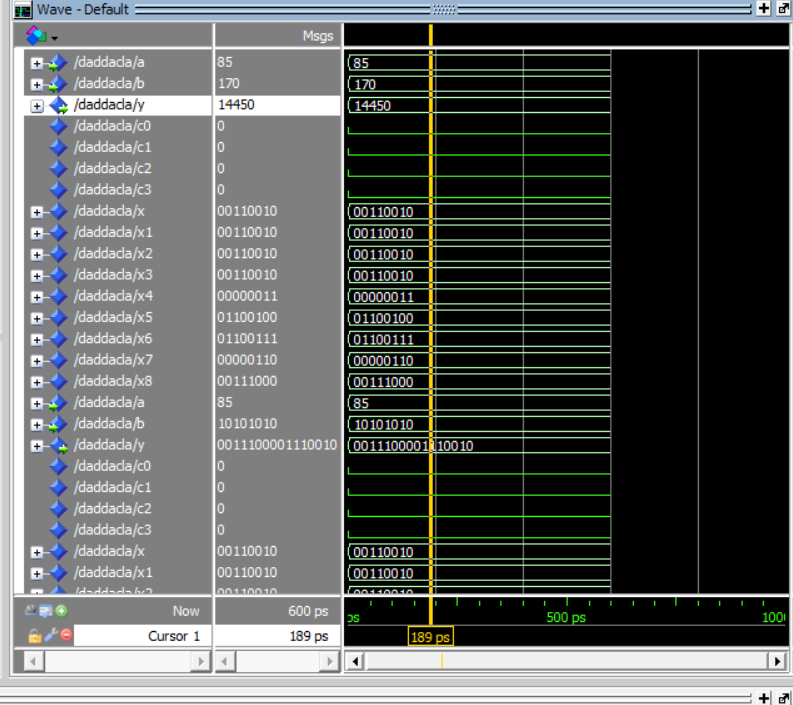 Wave - Default
Msgs
/daddacla/a 85 85
/daddacla/b 170 170
/daddacla/y 14450 14450
/daddacla/c0 0
/daddacla/c1 0
/daddacla/c2 0
/daddacla/c3 0
/daddacla/x 00110010 00110010
/daddacla/x1 00110010 00110010
/daddacla/x2 00110010 00110010
/daddacla/x3 00110010 00110010
/daddacla/x4 00000011 00000011
/daddacla/x5 01100100 01100100
/daddacla/x6 01100111 01100111
/daddacla/x7 00000110 00000110
/daddacla/x8 00111000 00111000
/daddacla/a 85 85
/daddacla/b 10101010 10101010
/daddacla/y 0011100001110010 0011100001110010
/daddacla/c0 0
/daddacla/c1 0
/daddacla/c2 0
/daddacla/c3 0
/daddacla/x 00110010 00110010
/daddacla/x1 00110010 00110010
/daddacla/x2 00110010 00110010
Now 600 ps ps 500 ps 100
Cursor 1 189 ps 189 ps